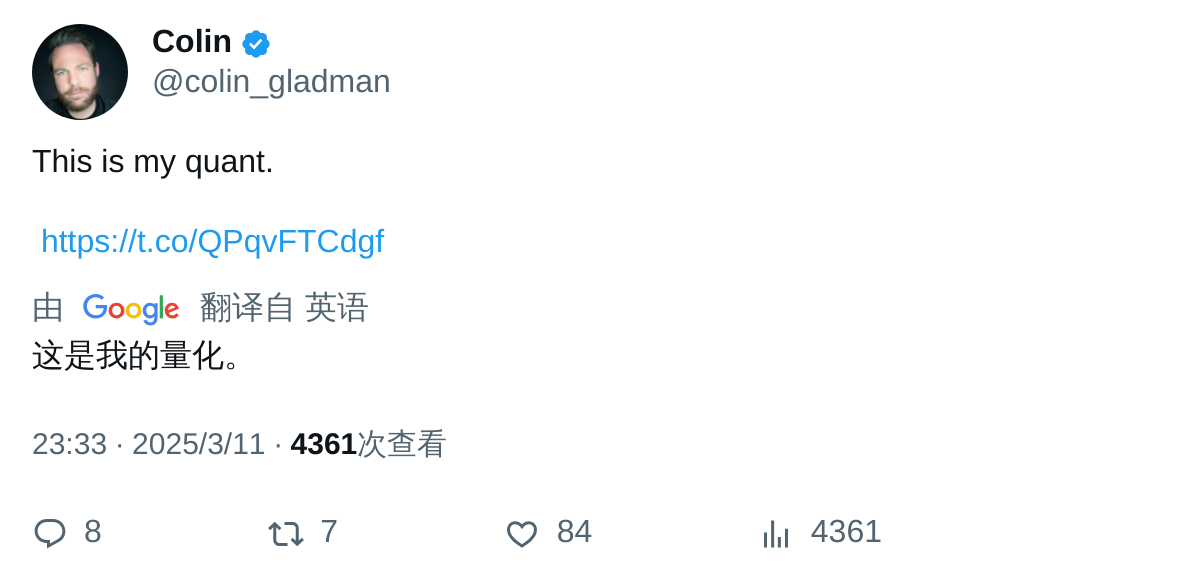 Colin
@colin_gladman
This is my quant.
https://t.co/QPqvFTCdgf
由 Google 翻译自 英语
这是我的量化。
23:33 · 2025/3/11 · 4361次查看
8 7 84 4361